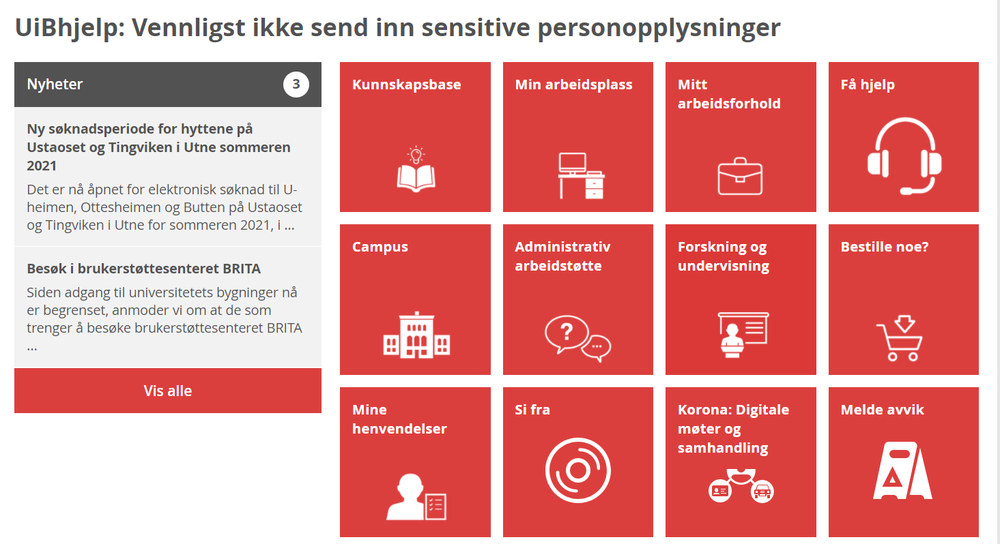 UiBhjelp: Vennligst ikke send inn sensitive personopplysninger
Nyheter
3
Ny søknadsperiode for hyttene på
Ustaoset og Tingviken i Utne sommeren
2021
Det er nå åpnet for elektronisk søknad til U-
heimen, Ottesheimen og Butten på Ustaoset
og Tingviken i Utne for sommeren 2021, i ...
Besøk i brukerstøttesenteret BRITA
Siden adgang til universitetets bygninger nå
er begrenset, anmoder vi om at de som
trenger å besøke brukerstøttesenteret BRITA
...
Vis alle
Kunnskapsbase
Min arbeidsplass
Mitt
arbeidsforhold
Få hjelp
Campus
Administrativ
arbeidstøtte
?
...
Forskning og
undervisning
Bestille noe?
Mine
henvendelser
Si fra
Korona: Digitale
møter og
samhandling
Melde avvik